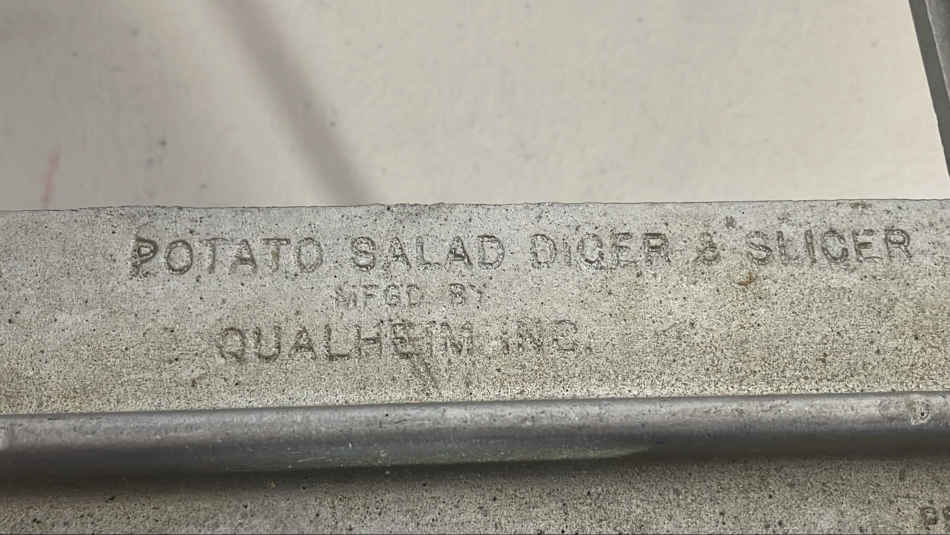 POTATO SALAD DICER & SLICER
MFGD BY
QUALHEIM INC.